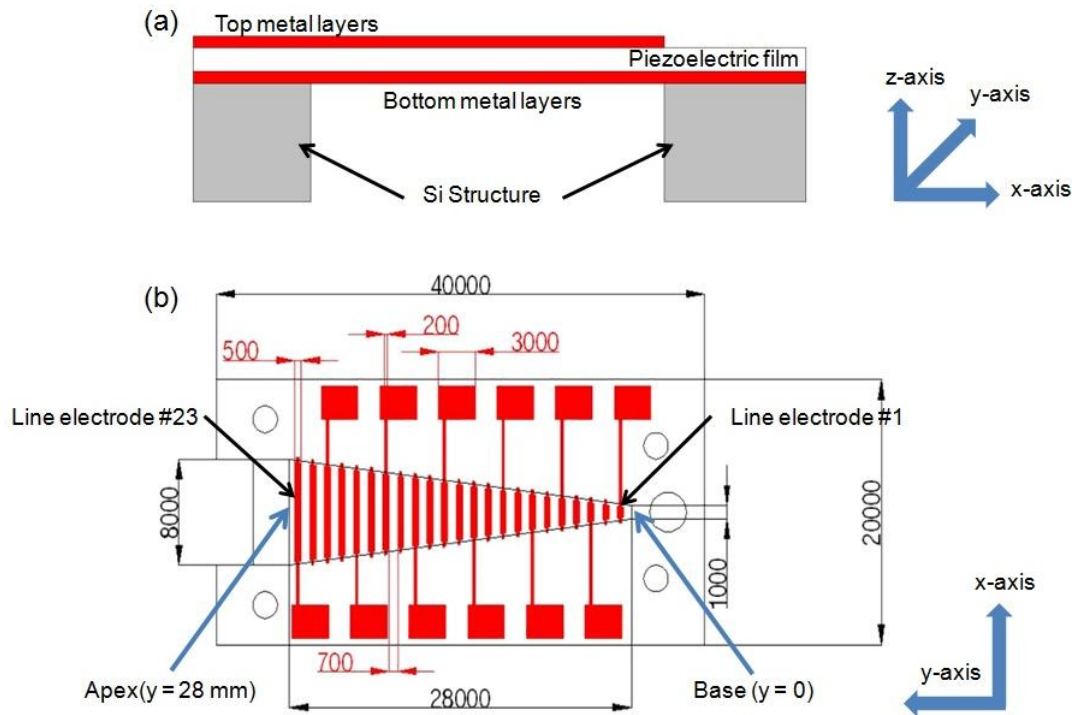 (a)
Top metal layers
Piezoelectric film
Bottom metal layers
Si Structure
z-axis
y-axis
x-axis
(b)
40000
200
500
3000
Line electrode #23
Line electrode #1
8000
20000
1000
x-axis
700
Apex(y = 28 mm)
28000
Base (y = 0)
y-axis